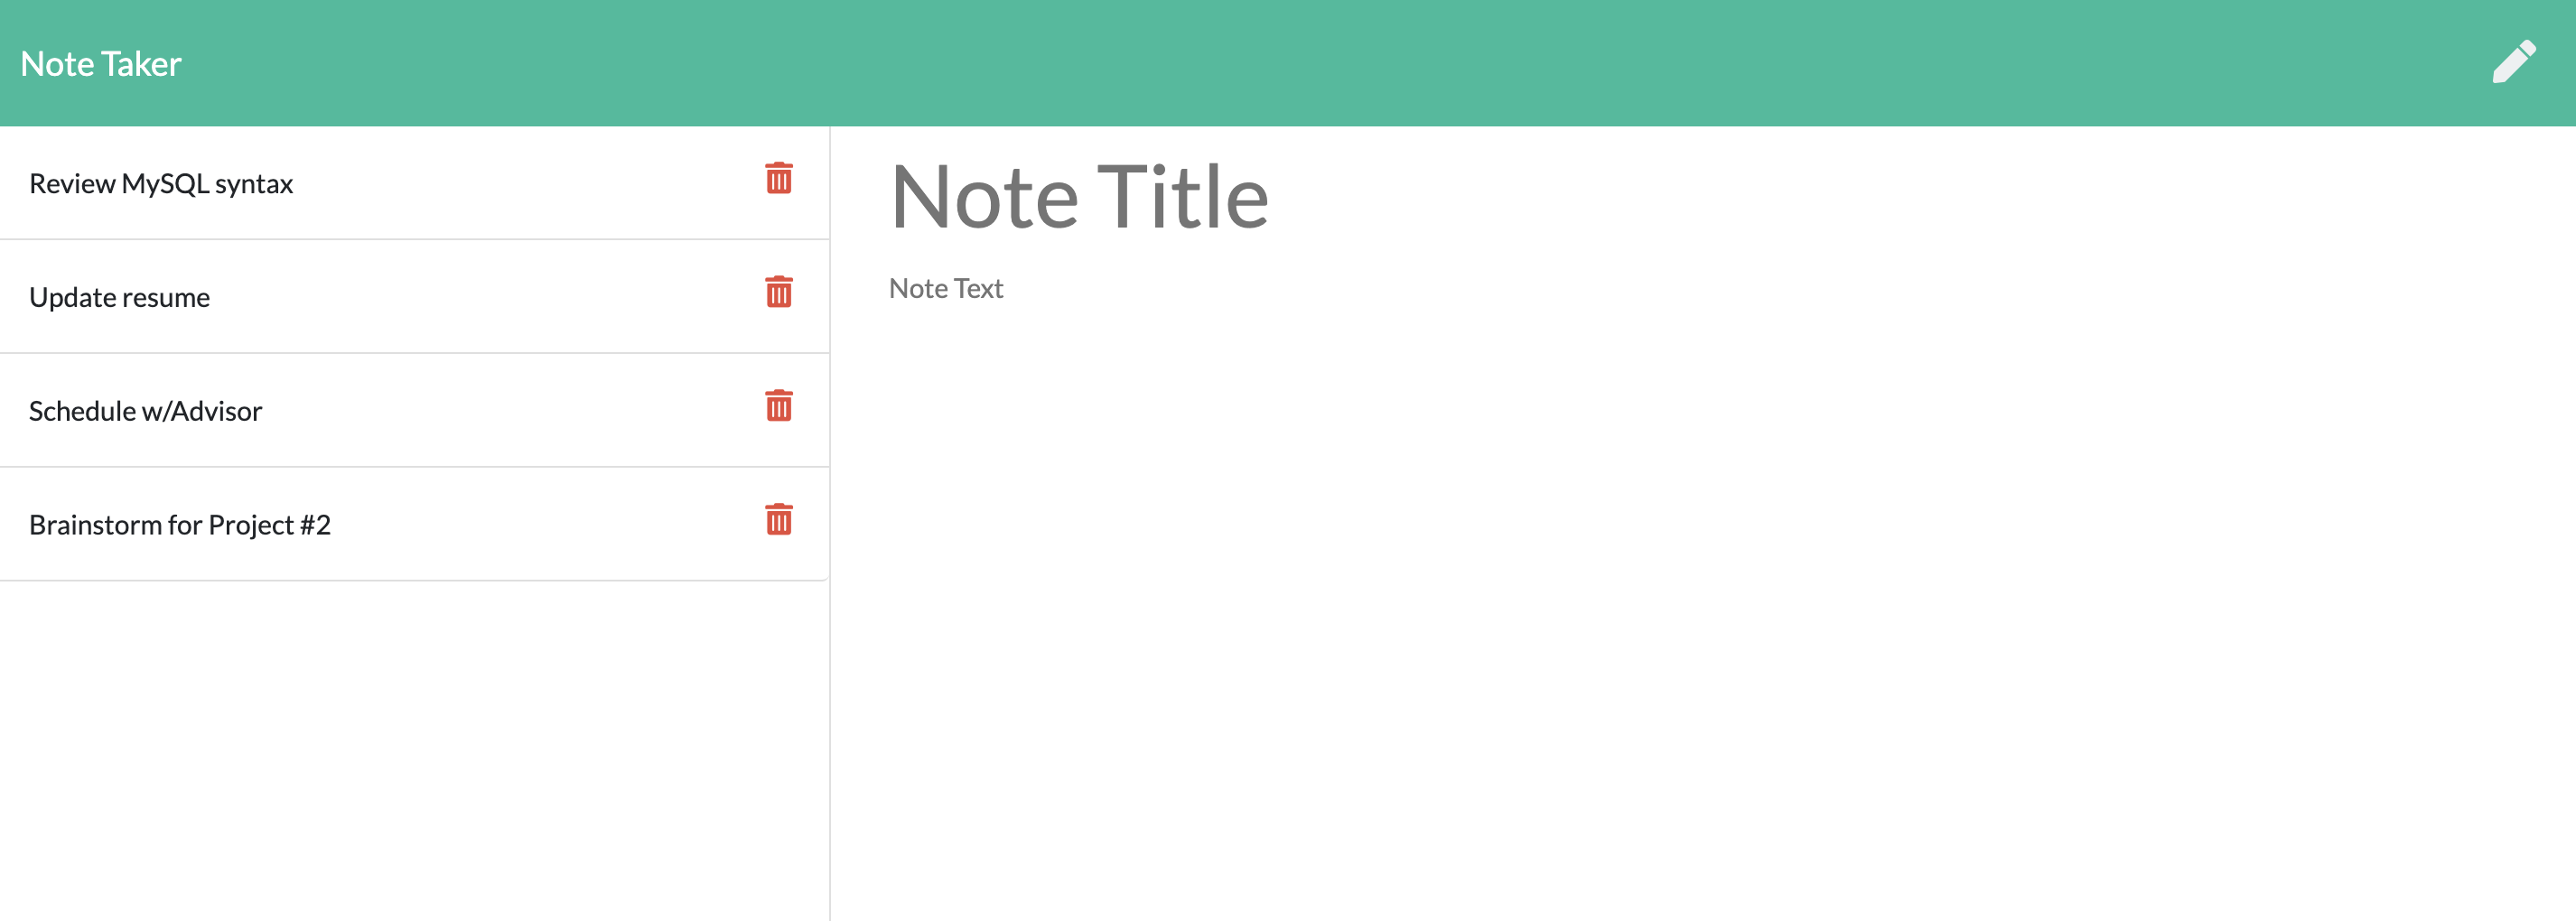 Note Taker
Review MySQL syntax
Update resume
Schedule w/Advisor
Brainstorm for Project #2
Note Title
Note Text